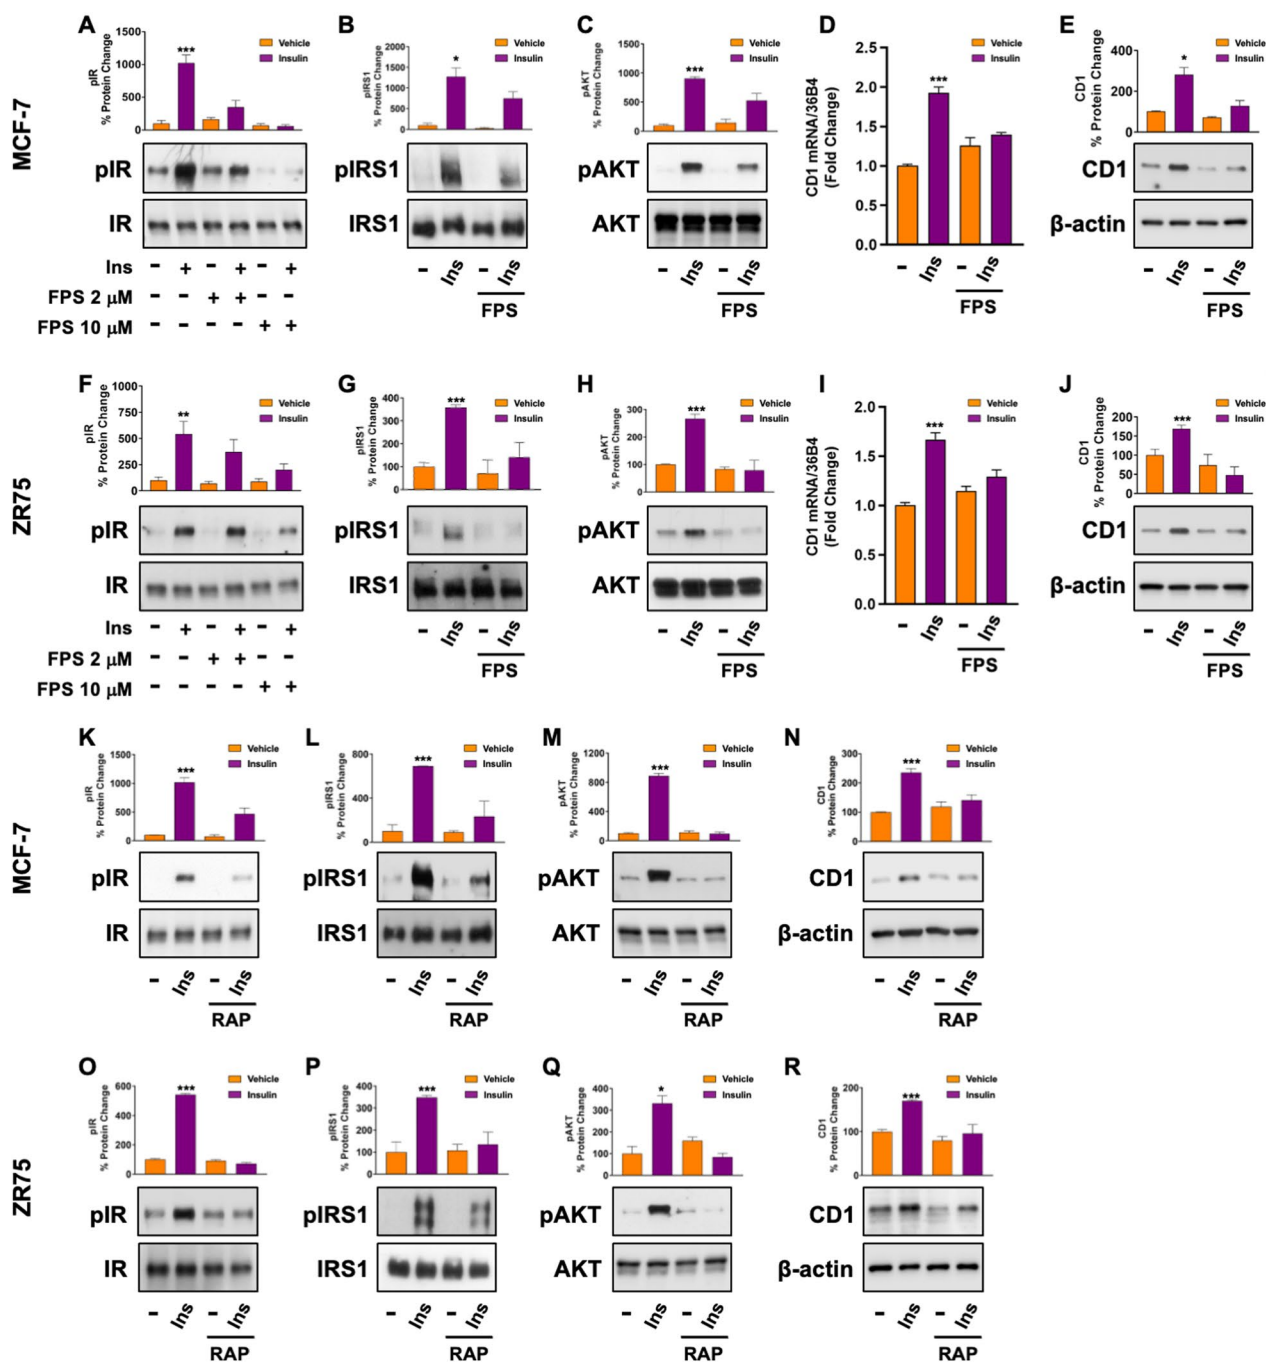 MCF-7
A
pIR
% Protein Change
1500
1000
500
0
***
Vehicle
Insulin
pIR
IR
Ins - + - + - +
FPS 2 μM - - + + - -
FPS 10 μM - - - - + +
B
pIRS1
% Protein Change
2000
1500
1000
500
0
*
Vehicle
Insulin
pIRS1
IRS1
- Ins - Ins
FPS
C
pAKT
% Protein Change
1500
1000
500
0
***
Vehicle
Insulin
pAKT
AKT
- Ins - Ins
FPS
D
CD1 mRNA/36B4
(Fold Change)
2.5
2.0
1.5
1.0
0.5
0.0
***
Vehicle
Insulin
- Ins - Ins
FPS
E
CD1
% Protein Change
400
200
0
*
Vehicle
Insulin
CD1
β-actin
- Ins - Ins
FPS
ZR75
F
pIR
% Protein Change
1000
750
500
250
0
**
Vehicle
Insulin
pIR
IR
Ins - + - + - +
FPS 2 μM - - + + - -
FPS 10 μM - - - - + +
G
pIRS1
% Protein Change
400
300
200
100
0
***
Vehicle
Insulin
pIRS1
IRS1
- Ins - Ins
FPS
H
pAKT
% Protein Change
300
200
100
0
***
Vehicle
Insulin
pAKT
AKT
- Ins - Ins
FPS
I
CD1 mRNA/36B4
(Fold Change)
2.0
1.5
1.0
0.5
0.0
***
Vehicle
Insulin
- Ins - Ins
FPS
J
CD1
% Protein Change
200
150
100
50
0
***
Vehicle
Insulin
CD1
β-actin
- Ins - Ins
FPS
MCF-7
K
pIR
% Protein Change
1500
1000
500
0
***
Vehicle
Insulin
pIR
IR
- Ins - Ins
RAP
L
pIRS1
% Protein Change
800
400
0
***
Vehicle
Insulin
pIRS1
IRS1
- Ins - Ins
RAP
M
pAKT
% Protein Change
1200
800
400
0
***
Vehicle
Insulin
pAKT
AKT
- Ins - Ins
RAP
N
CD1
% Protein Change
300
200
100
0
***
Vehicle
Insulin
CD1
β-actin
- Ins - Ins
RAP
ZR75
O
pIR
% Protein Change
600
400
200
0
***
Vehicle
Insulin
pIR
IR
- Ins - Ins
RAP
P
pIRS1
% Protein Change
400
300
200
100
0
***
Vehicle
Insulin
pIRS1
IRS1
- Ins - Ins
RAP
Q
pAKT
% Protein Change
400
300
200
100
0
*
Vehicle
Insulin
pAKT
AKT
- Ins - Ins
RAP
R
CD1
% Protein Change
200
100
0
***
Vehicle
Insulin
CD1
β-actin
- Ins - Ins
RAP